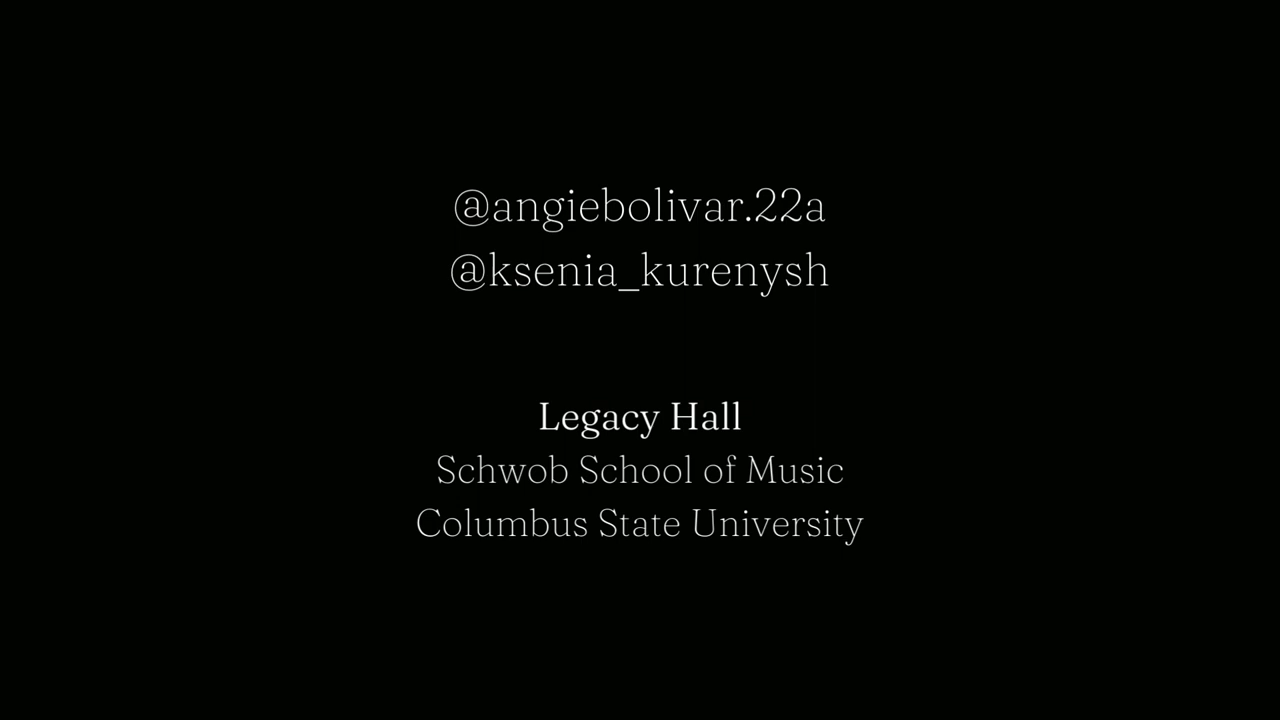 @angiebolivar.22a
@ksenia_kurenysh
Legacy Hall
Schwob School of Music
Columbus State University